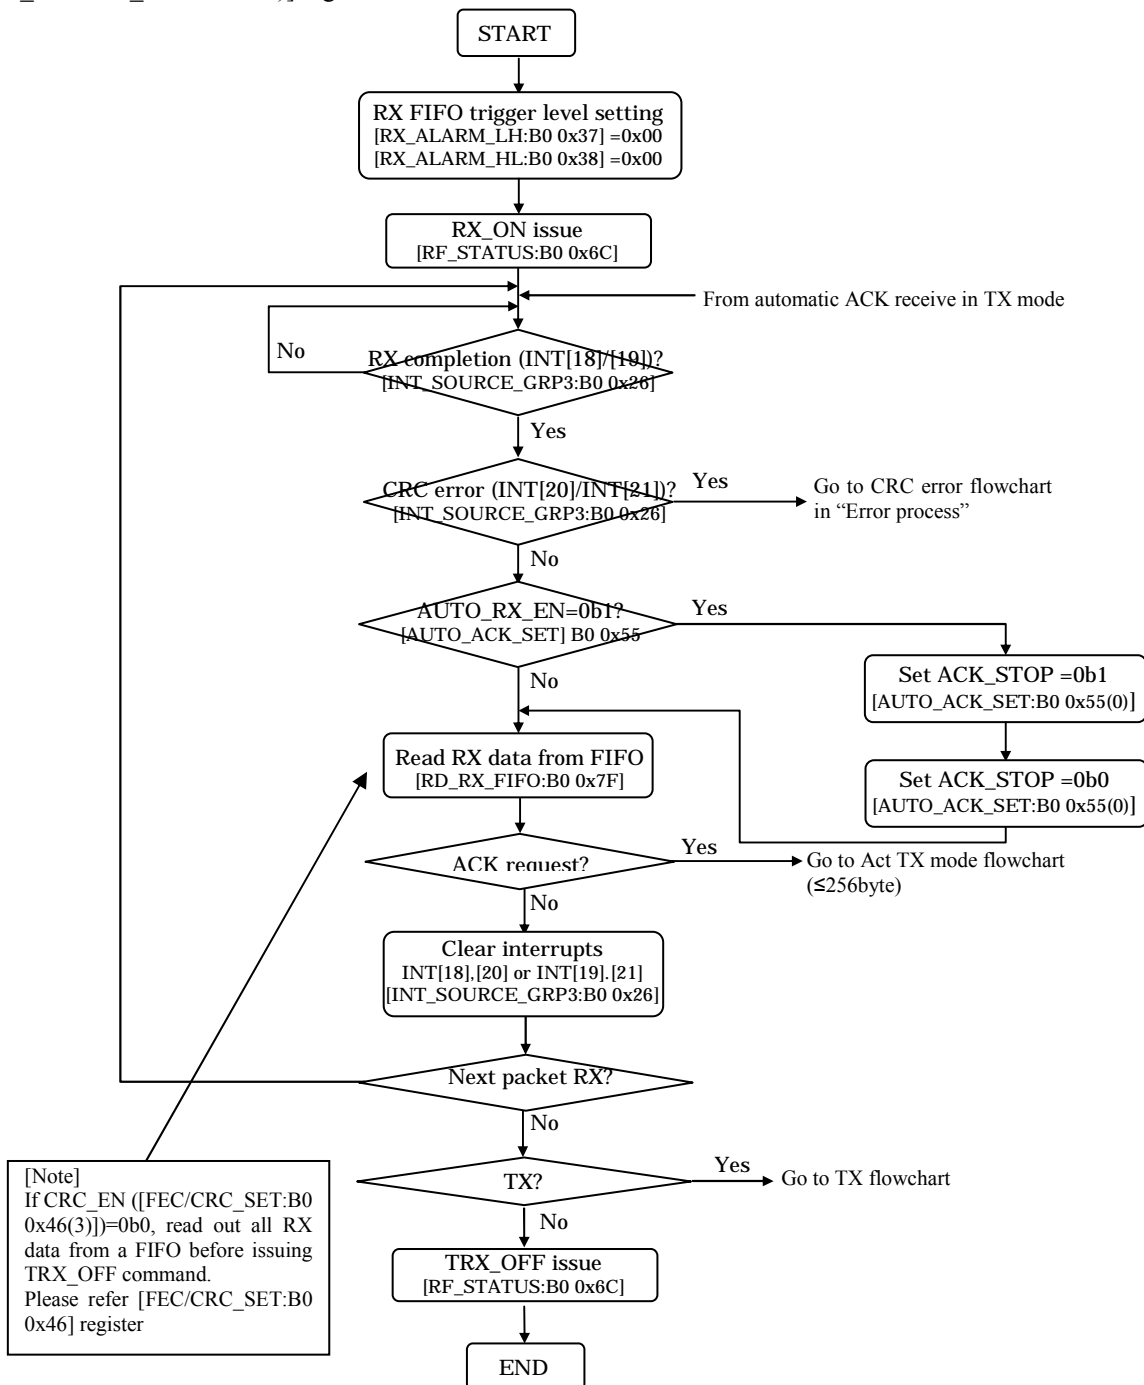 START
RX FIFO trigger level setting
[RX_ALARM_LH:B0 0x37] =0x00
[RX_ALARM_HL:B0 0x38] =0x00
RX_ON issue
[RF_STATUS:B0 0x6C]
From automatic ACK receive in TX mode
No
RX completion (INT[18]/[19])?
[INT_SOURCE_GRP3:B0 0x26]
Yes
CRC error (INT[20]/INT[21])?
[INT_SOURCE_GRP3:B0 0x26]
Yes
Go to CRC error flowchart
in “Error process”
No
AUTO_RX_EN=0b1?
[AUTO_ACK_SET] B0 0x55
Yes
No
Set ACK_STOP =0b1
[AUTO_ACK_SET:B0 0x55(0)]
Set ACK_STOP =0b0
[AUTO_ACK_SET:B0 0x55(0)]
Read RX data from FIFO
[RD_RX_FIFO:B0 0x7F]
ACK request?
Yes
Go to Act TX mode flowchart
(≤256byte)
No
Clear interrupts
INT[18],[20] or INT[19].[21]
[INT_SOURCE_GRP3:B0 0x26]
Next packet RX?
No
TX?
Yes
Go to TX flowchart
No
TRX_OFF issue
[RF_STATUS:B0 0x6C]
END
[Note]
If CRC_EN ([FEC/CRC_SET:B0
0x46(3)])=0b0, read out all RX
data from a FIFO before issuing
TRX_OFF command.
Please refer [FEC/CRC_SET:B0
0x46] register